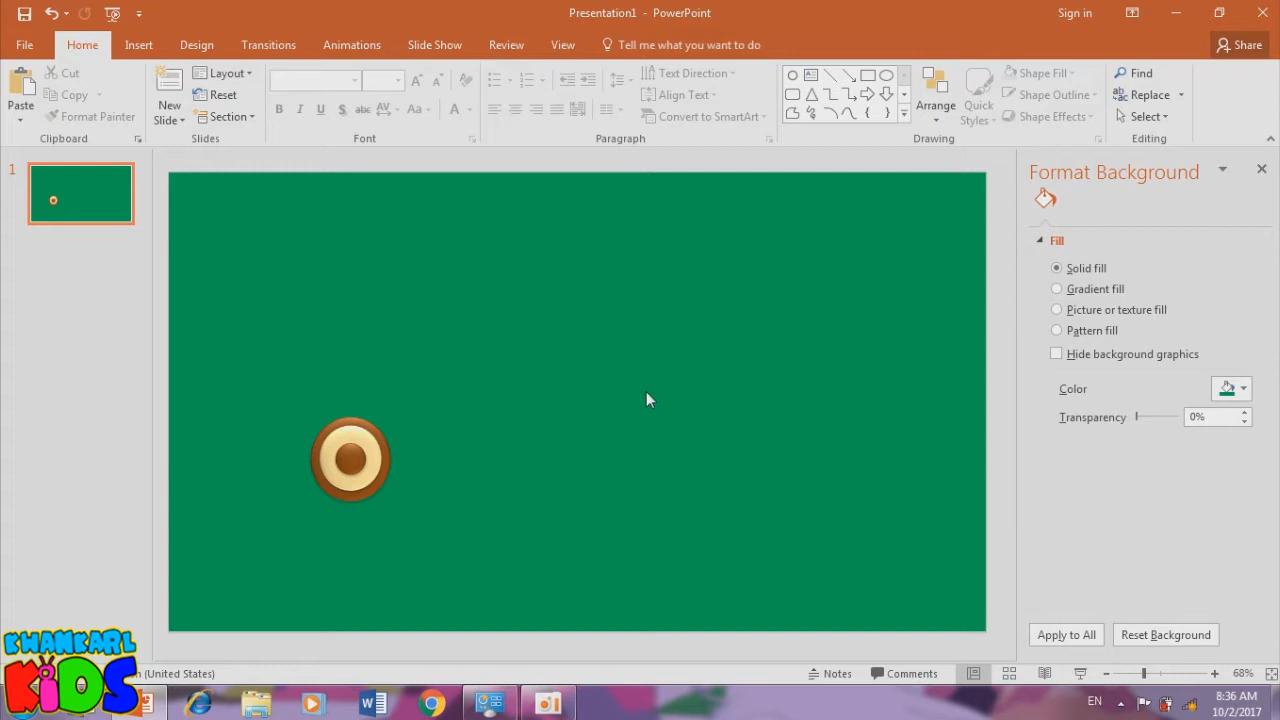 Presentation1 - PowerPoint
Sign in
File Home Insert Design Transitions Animations Slide Show Review View Tell me what you want to do
Share
Paste
Cut
Copy
Format Painter
Clipboard
New Slide
Layout
Reset
Section
Slides
B I U S abc AV Aa A
Font
Text Direction
Align Text
Convert to SmartArt
Paragraph
Arrange
Quick Styles
Shape Fill
Shape Outline
Shape Effects
Drawing
Find
Replace
Select
Editing
1
Format Background
Fill
Solid fill
Gradient fill
Picture or texture fill
Pattern fill
Hide background graphics
Color
Transparency 0%
Apply to All Reset Background
KWANKARL
KIDS
(United States)
Notes
Comments
68%
EN
8:36 AM
10/2/2017